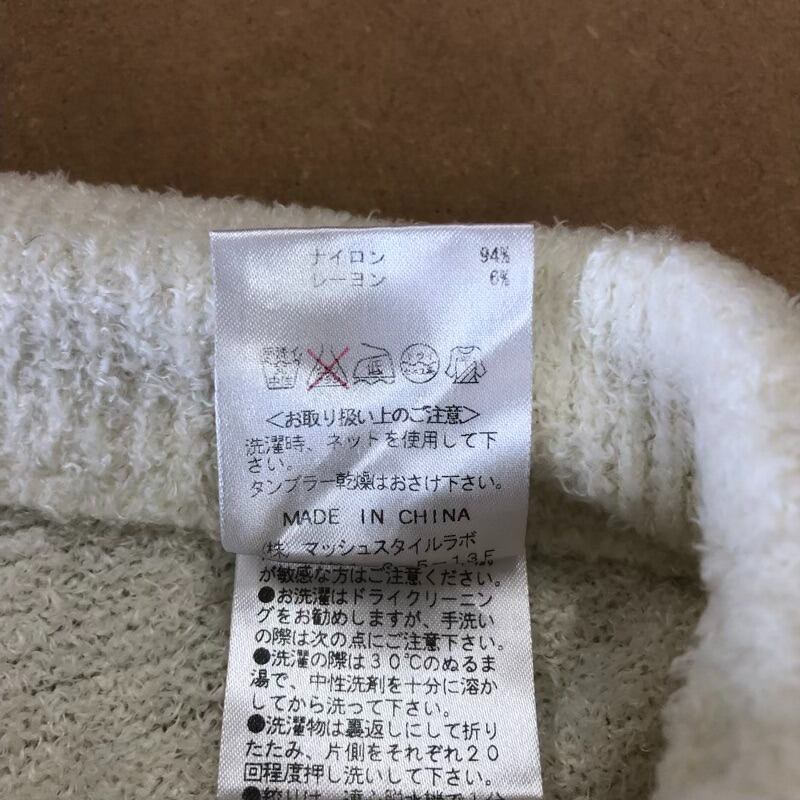 ナイロン 94%
レーヨン 6%
低
<お取り扱い上のご注意>
洗濯時、ネットを使用して下
さい。
タンブラー乾燥はおさけ下さい。
MADE IN CHINA
(株)マッシュスタイルラボ
5-13F
が敏感な方はご注意ください。
●お洗濯はドライクリーニン
グをお勧めしますが、手洗い
の際は次の点にご注意下さい。
●洗濯の際は30℃のぬるま
湯で、中性洗剤を十分に溶か
してから洗って下さい。
●洗濯物は裏返しにして折り
たたみ、片側をそれぞれ20
回程度押し洗いして下さい。